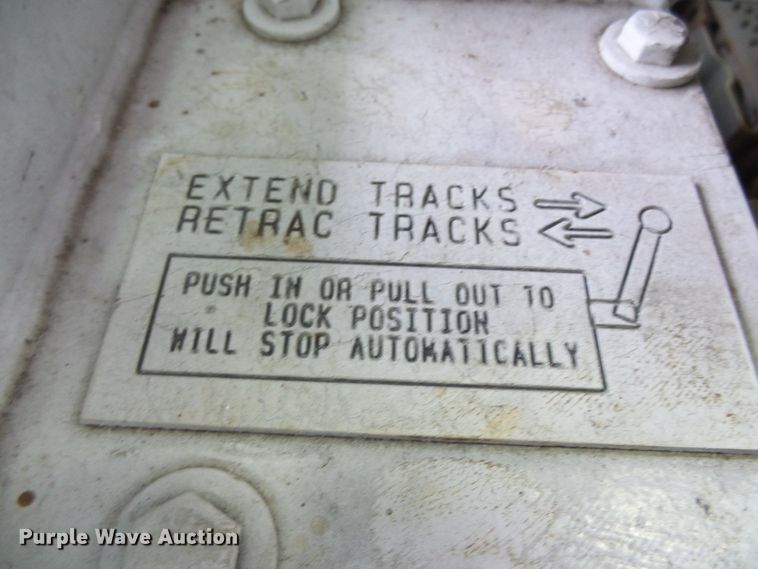 EXTEND TRACKS
RETRAC TRACKS
PUSH IN OR PULL OUT TO
LOCK POSITION
WILL STOP AUTOMATICALLY
Purple Wave Auction